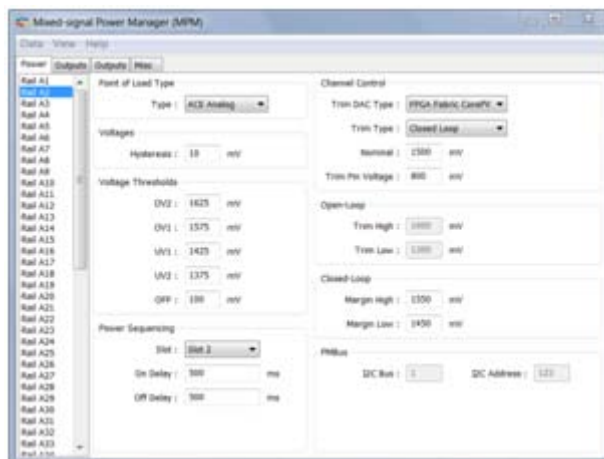 Mixed-signal Power Manager (MPM)
Data View Help
Power Outputs Outputs Misc
Rail A1
Rail A2
Rail A3
Rail A4
Rail A5
Rail A6
Rail A7
Rail A8
Rail A9
Rail A10
Rail A11
Rail A12
Rail A13
Rail A14
Rail A15
Rail A16
Rail A17
Rail A18
Rail A19
Rail A20
Rail A21
Rail A22
Rail A23
Rail A24
Rail A25
Rail A26
Rail A27
Rail A28
Rail A29
Rail A30
Rail A31
Rail A32
Rail A33
Point of Load Type
Type : ACE Analog
Voltages
Hysteresis : 10 mV
Voltage Thresholds
OV2 : 1625 mV
OV1 : 1575 mV
UV1 : 1425 mV
UV2 : 1375 mV
OFF : 100 mV
Power Sequencing
Slot : Slot 2
On Delay : 500 ms
Off Delay : 500 ms
Channel Control
Trim DAC Type : FPGA Fabric
Trim Type : Closed Loop
Nominal : 1500 mV
Trim Pin Voltage : 800 mV
Open-Loop
Trim High : mV
Trim Low : mV
Closed-Loop
Margin High : 1550 mV
Margin Low : 1450 mV
PMBus
I2C Bus : 1 I2C Address :